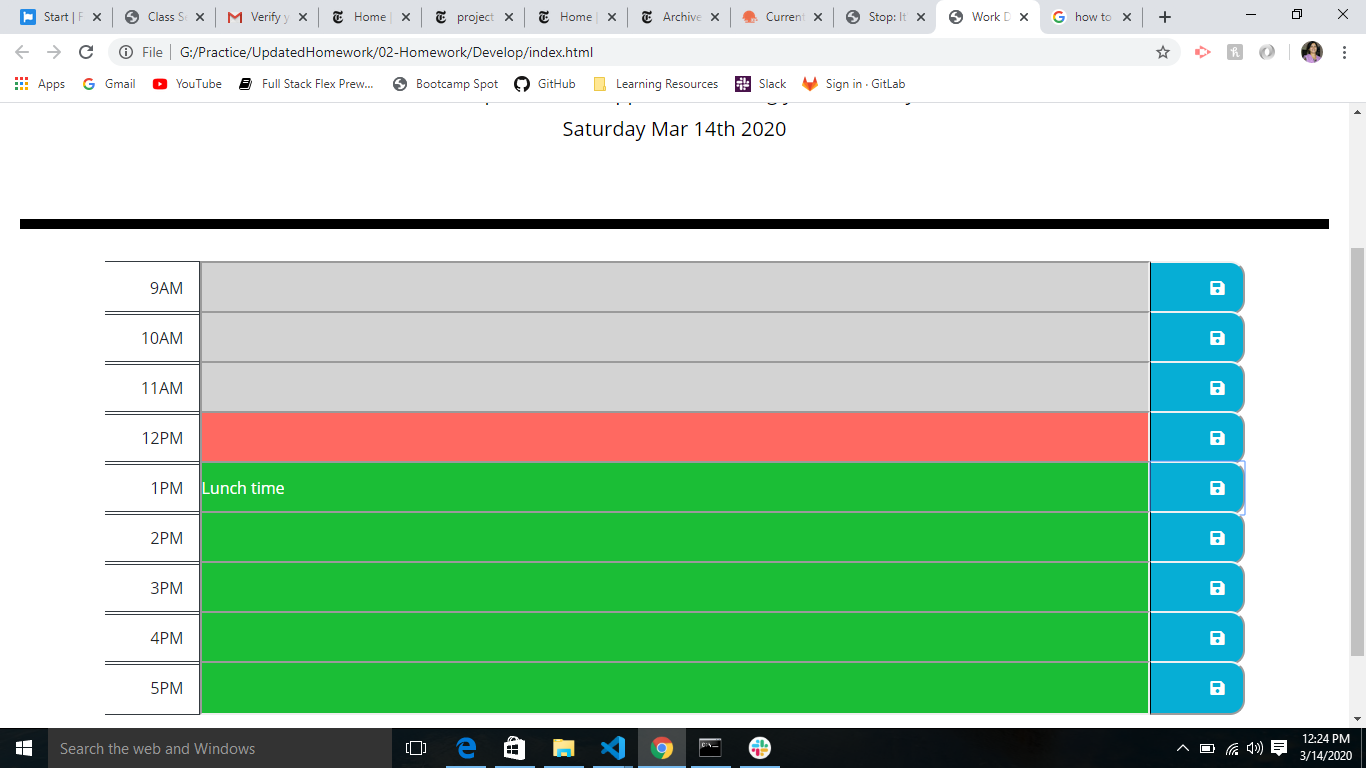 Start | F
Class S
Verify y
Home |
project
Home |
Archive
Current
Stop: It
Work D
how to
File
G:/Practice/UpdatedHomework/02-Homework/Develop/index.html
Apps
Gmail
YouTube
Full Stack Flex Prew...
Bootcamp Spot
GitHub
Learning Resources
Slack
Sign in · GitLab
Saturday Mar 14th 2020
9AM
10AM
11AM
12PM
1PM Lunch time
2PM
3PM
4PM
5PM
Search the web and Windows
12:24 PM
3/14/2020